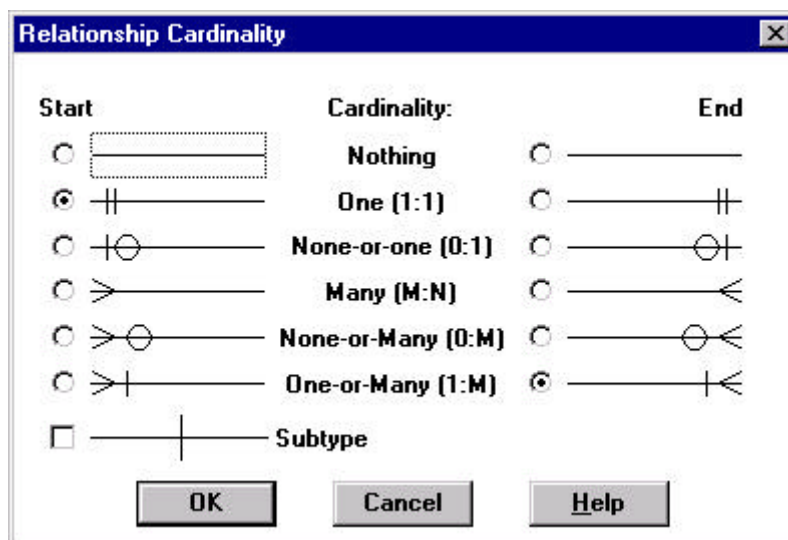 Relationship Cardinality
Start Cardinality: End
Nothing
One (1:1)
None-or-one (0:1)
Many (M:N)
None-or-Many (0:M)
One-or-Many (1:M)
Subtype
OK Cancel Help